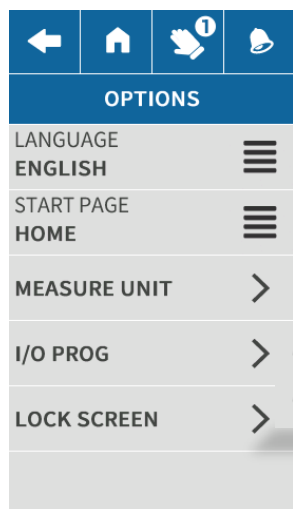 1
OPTIONS
LANGUAGE
ENGLISH
START PAGE
HOME
MEASURE UNIT
I/O PROG
LOCK SCREEN